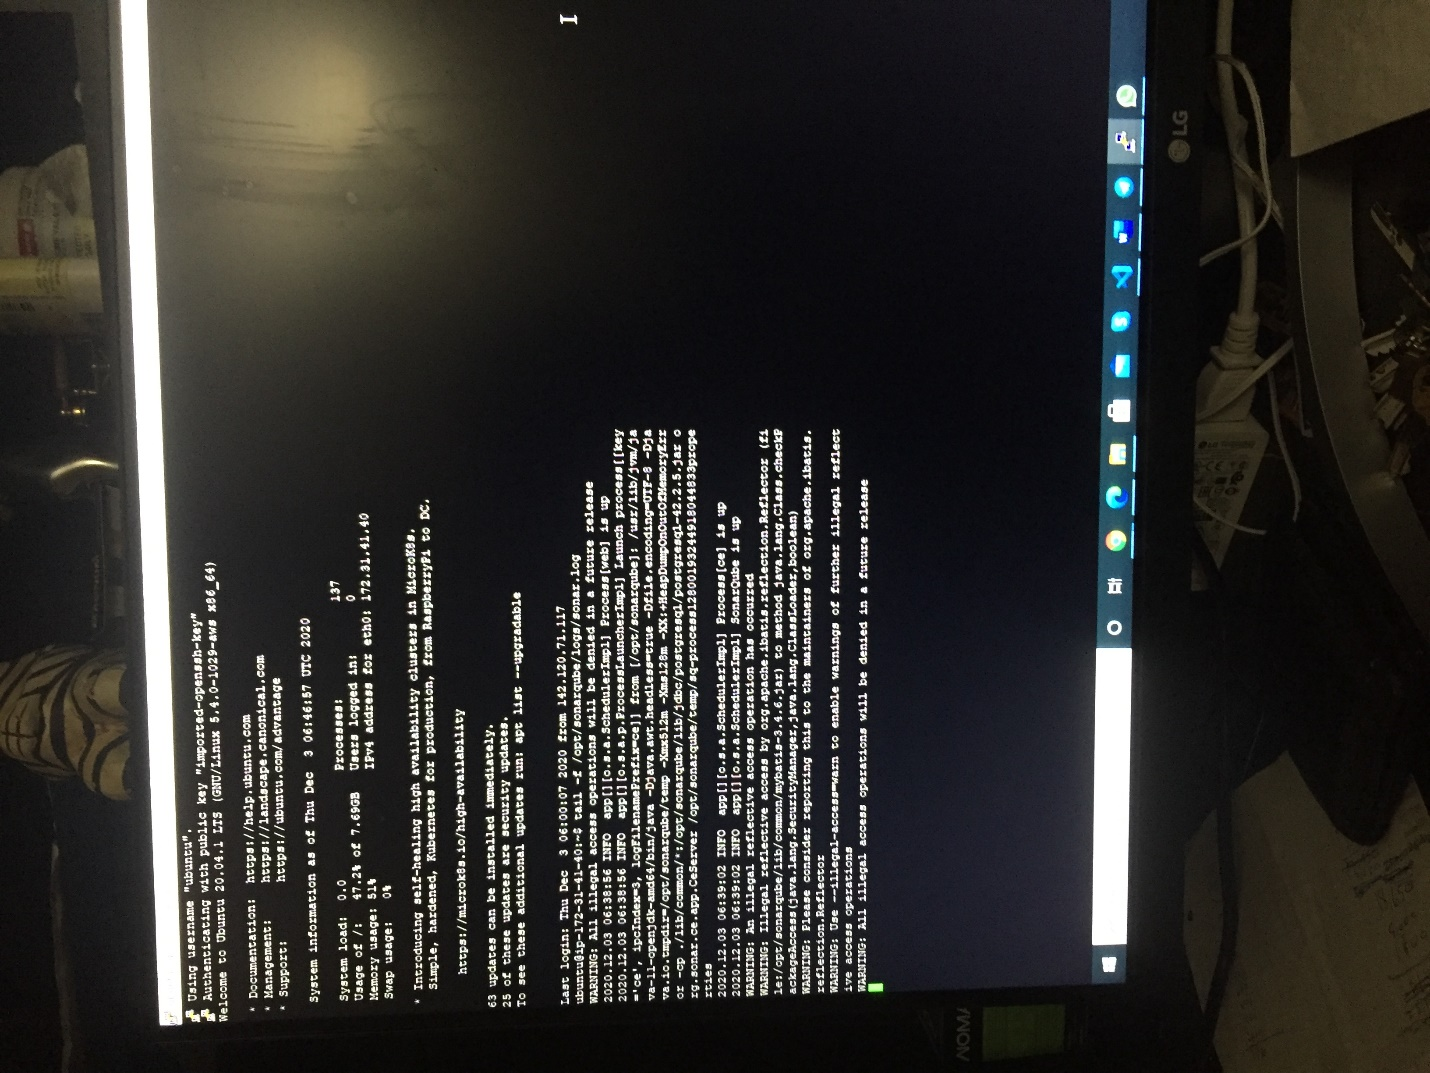 Using username "ubuntu".
Authenticating with public key "imported-openssh-key"
Welcome to Ubuntu 20.04.1 LTS (GNU/Linux 5.4.0-1029-aws x86_64)
* Documentation: https://help.ubuntu.com
* Management: https://landscape.canonical.com
* Support: https://ubuntu.com/advantage
System information as of Thu Dec 3 06:46:57 UTC 2020
System load: 0.0 Processes: 137
Usage of /: 47.2% of 7.69GB Users logged in: 0
Memory usage: 51% IPv4 address for eth0: 172.31.41.40
Swap usage: 0%
* Introducing self-healing high availability clusters in MicroK8s.
Simple, hardened, Kubernetes for production, from RaspberryPi to DC.
https://microk8s.io/high-availability
63 updates can be installed immediately.
25 of these updates are security updates.
To see these additional updates run: apt list --upgradable
Last login: Thu Dec 3 06:00:07 2020 from 142.120.71.117
ubuntu@ip-172-31-41-40:~$ tail -f /opt/sonarqube/logs/sonar.log
WARNING: All illegal access operations will be denied in a future release
2020.12.03 06:38:56 INFO app[][o.s.a.SchedulerImpl] Process[web] is up
2020.12.03 06:38:56 INFO app[][o.s.a.p.ProcessLauncherImpl] Launch process[[key
='ce', ipcIndex=3, logFilenamePrefix=ce]] from [/opt/sonarqube]: /usr/lib/jvm/ja
va-11-openjdk-amd64/bin/java -Djava.awt.headless=true -Dfile.encoding=UTF-8 -Dja
va.io.tmpdir=/opt/sonarqube/temp -Xmx512m -Xms128m -XX:+HeapDumpOnOutOfMemoryErr
or -cp ./lib/common/*:/opt/sonarqube/lib/jdbc/postgresql/postgresql-42.2.5.jar o
rg.sonar.ce.app.CeServer /opt/sonarqube/temp/sq-process12800193244918044833prope
rties
2020.12.03 06:39:02 INFO app[][o.s.a.SchedulerImpl] Process[ce] is up
2020.12.03 06:39:02 INFO app[][o.s.a.SchedulerImpl] SonarQube is up
WARNING: An illegal reflective access operation has occurred
WARNING: Illegal reflective access by org.apache.ibatis.reflection.Reflector (fi
le:/opt/sonarqube/lib/common/mybatis-3.4.6.jar) to method java.lang.Class.checkP
ackageAccess(java.lang.SecurityManager,java.lang.ClassLoader,boolean)
WARNING: Please consider reporting this to the maintainers of org.apache.ibatis.
reflection.Reflector
WARNING: Use --illegal-access=warn to enable warnings of further illegal reflect
ive access operations
WARNING: All illegal access operations will be denied in a future release
LG